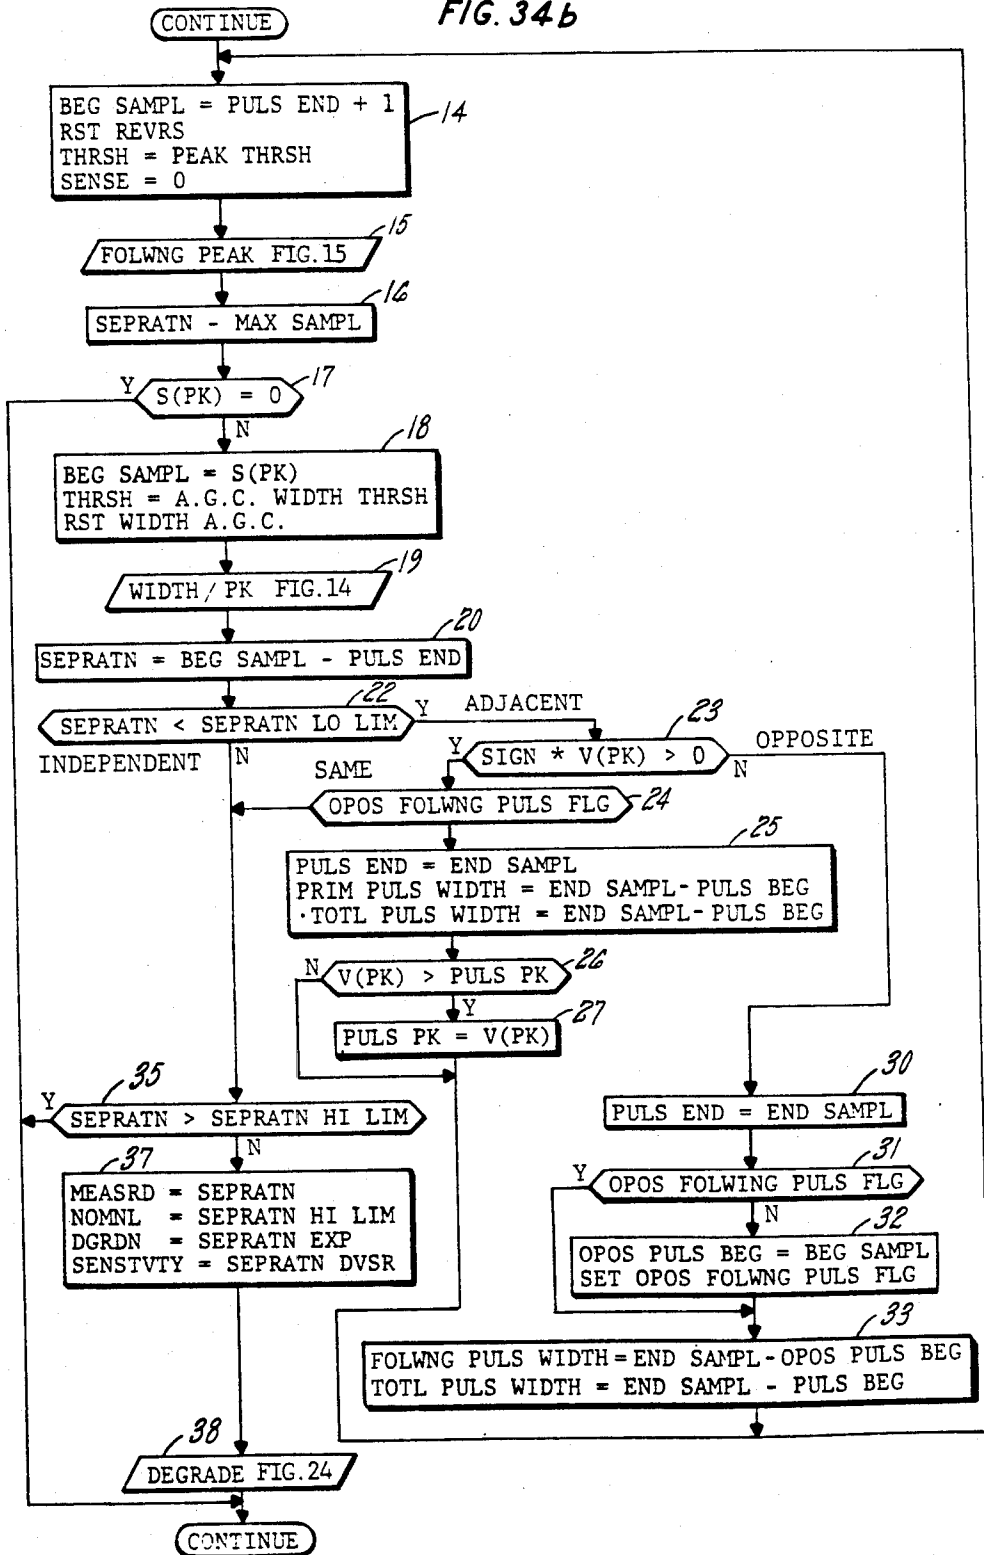 FIG. 34b
CONTINUE
BEG SAMPL = PULS END + 1
RST REVRS
THRSH = PEAK THRSH
SENSE = 0
14
15
FOLWNG PEAK FIG.15
16
SEPRATN - MAX SAMPL
17
Y
S(PK) = 0
N
18
BEG SAMPL = S(PK)
THRSH = A.G.C. WIDTH THRSH
RST WIDTH A.G.C.
19
WIDTH/PK FIG.14
20
SEPRATN = BEG SAMPL - PULS END
22
SEPRATN < SEPRATN LO LIM
Y
ADJACENT
INDEPENDENT
N
23
Y
SIGN * V(PK) > 0
OPPOSITE
N
SAME
OPOS FOLWNG PULS FLG
24
25
PULS END = END SAMPL
PRIM PULS WIDTH = END SAMPL-PULS BEG
TOTL PULS WIDTH = END SAMPL-PULS BEG
N
V(PK) > PULS PK
26
Y
27
PULS PK = V(PK)
30
PULS END = END SAMPL
31
Y
OPOS FOLWING PULS FLG
N
32
OPOS PULS BEG = BEG SAMPL
SET OPOS FOLWNG PULS FLG
33
FOLWNG PULS WIDTH=END SAMPL-OPOS PULS BEG
TOTL PULS WIDTH = END SAMPL - PULS BEG
35
Y
SEPRATN > SEPRATN HI LIM
N
37
MEASRD = SEPRATN
NOMNL = SEPRATN HI LIM
DGRDN = SEPRATN EXP
SENSTVTY = SEPRATN DVSR
38
DEGRADE FIG.24
CONTINUE